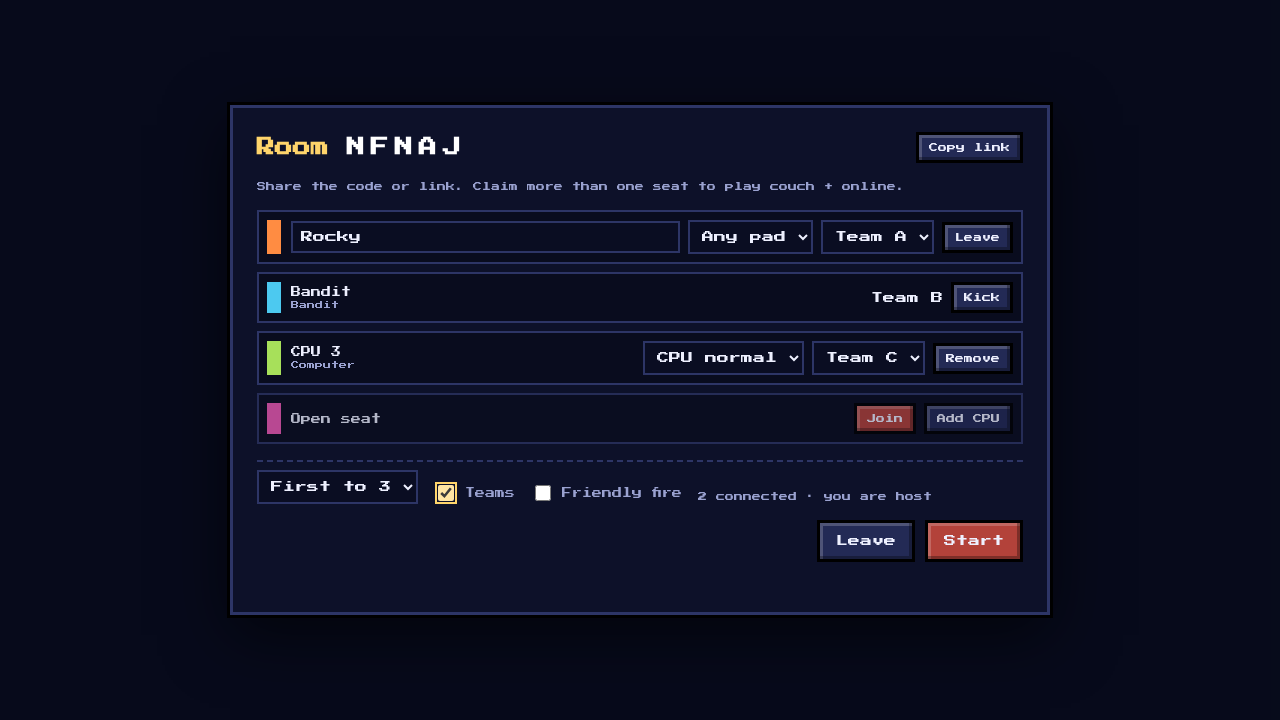 Room NFNAJ Copy link
Share the code or link. Claim more than one seat to play couch + online.
Rocky Any pad Team A Leave
Bandit
Bandit
Team B Kick
CPU 3
Computer
CPU normal Team C Remove
Open seat Join Add CPU
First to 3 Teams Friendly fire 2 connected · you are host
Leave Start